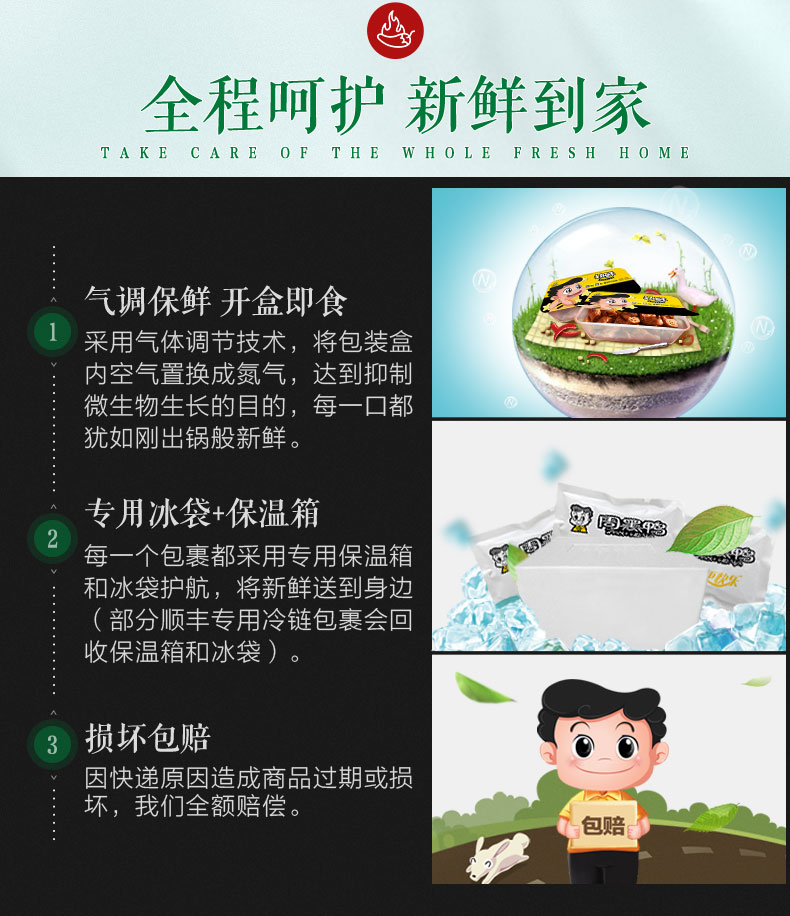 全程呵护 新鲜到家
TAKE CARE OF THE WHOLE FRESH HOME
1
气调保鲜 开盒即食
采用气体调节技术，将包装盒
内空气置换成氮气，达到抑制
微生物生长的目的，每一口都
犹如刚出锅般新鲜。
N₂
N₂
N₂
N₂
2
专用冰袋+保温箱
每一个包裹都采用专用保温箱
和冰袋护航，将新鲜送到身边
（部分顺丰专用冷链包裹会回
收保温箱和冰袋）。
周黑鸭
3
损坏包赔
因快递原因造成商品过期或损
坏，我们全额赔偿。
包赔